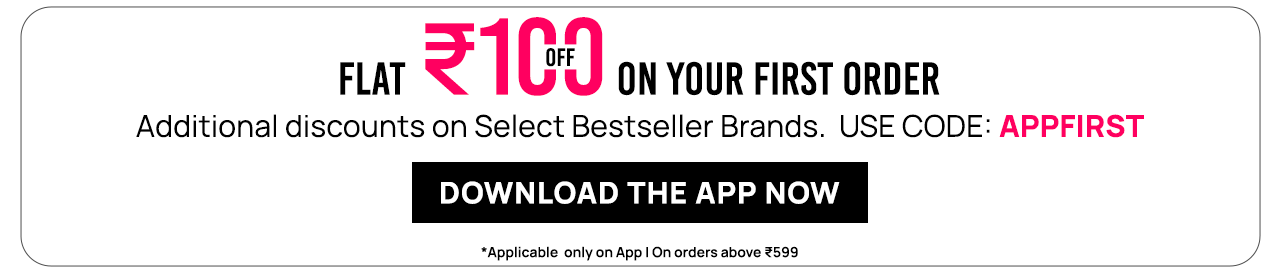 FLAT ₹100 OFF ON YOUR FIRST ORDER
Additional discounts on Select Bestseller Brands. USE CODE: APPFIRST
DOWNLOAD THE APP NOW
*Applicable only on App | On orders above ₹599